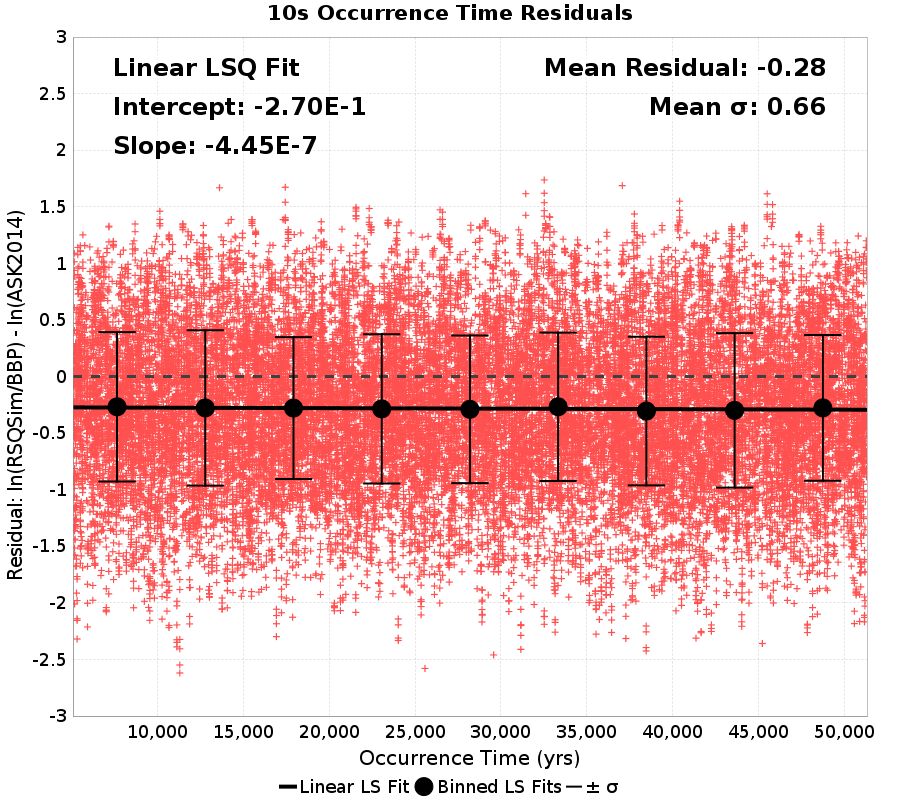 10s Occurrence Time Residuals
Linear LSQ Fit
Intercept: -2.70E-1
Slope: -4.45E-7
Mean Residual: -0.28
Mean σ: 0.66
Residual: ln(RSQSim/BBP) - ln(ASK2014)
3
2.5
2
1.5
1
0.5
0
-0.5
-1
-1.5
-2
-2.5
-3
10,000 15,000 20,000 25,000 30,000 35,000 40,000 45,000 50,000
Occurrence Time (yrs)
Linear LS Fit Binned LS Fits ± σ